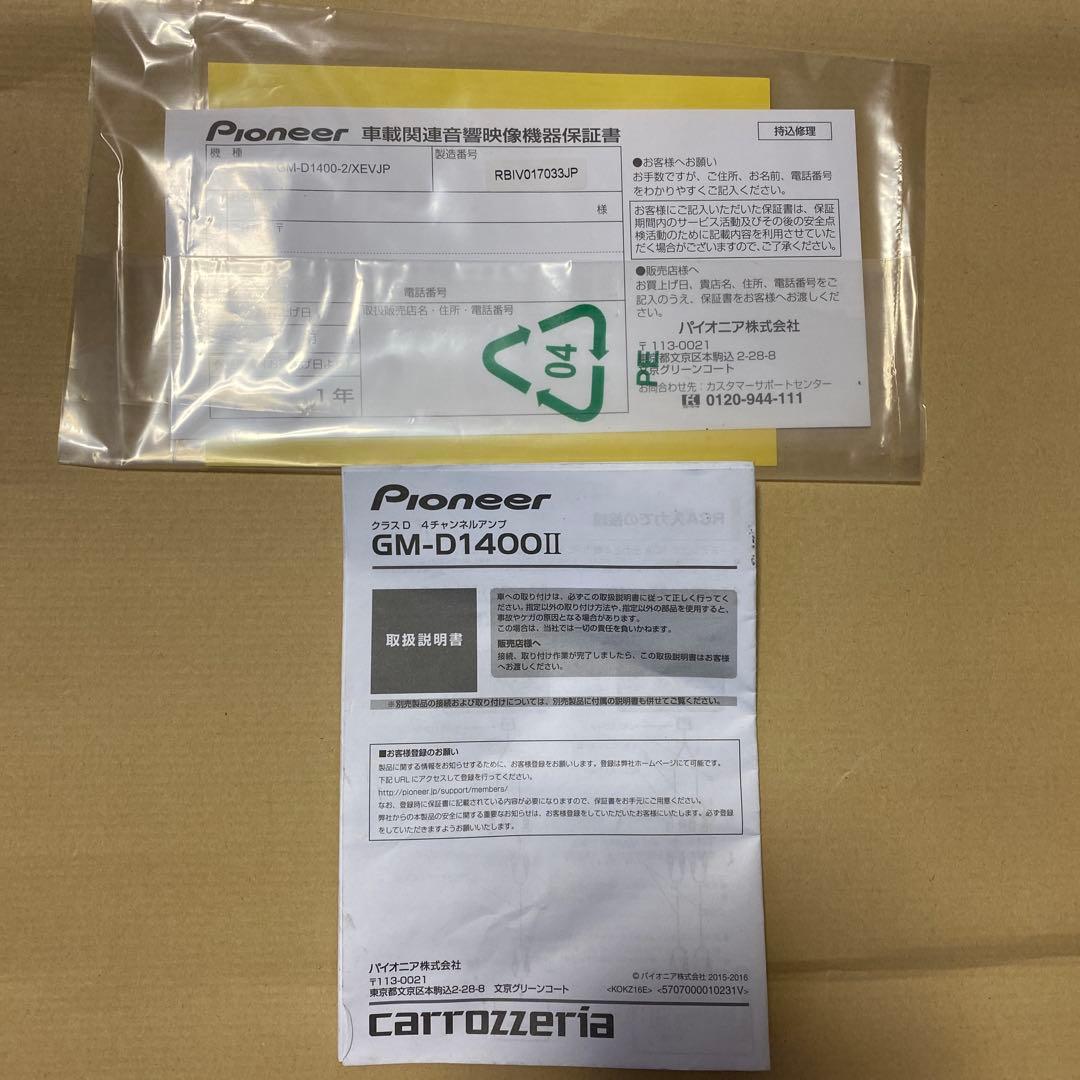 Pioneer 車載関連音響映像機器保証書
持込修理
機 種
GM-D1400-2/XEVJP
製造番号
RBIV017033JP
様
〒
電話番号
上げ日
取扱販売店名・住所・電話番号
月
1年
●お客様へお願い
お手数ですが、ご住所、お名前、電話番号
をわかりやすくご記入ください。
お客様にご記入いただいた保証書は、保証
期間内のサービス活動及びその後の安全点
検活動のために記載内容を利用させていた
だく場合がございますので、ご了承ください。
●販売店様へ
お買上げ日、貴店名、住所、電話番号をご
記入のうえ、保証書をお客様へお渡しくだ
さい。
パイオニア株式会社
〒113-0021
東京都文京区本駒込 2-28-8
文京グリーンコート
お問合わせ先：カスタマーサポートセンター
0120-944-111
04
PE
Pioneer
クラスD 4チャンネルアンプ
GM-D1400II
取扱説明書
車への取り付けは、必ずこの取扱説明書に従って正しく行ってく
ださい。指定以外の取り付け方法や、指定以外の部品を使用すると、
事故やケガの原因となる場合があります。
この場合は、当社では一切の責任を負いかねます。
販売店様へ
接続、取り付け作業が完了しましたら、この取扱説明書はお客様
へお渡しください。
※別売製品の接続および取り付けについては、別売製品に付属の説明書も併せてご覧ください。
■お客様登録のお願い
製品に関する情報をお知らせするために、お客様登録をお願いします。登録は弊社ホームページにて可能です。
下記 URL にアクセスして登録を行ってください。
http://pioneer.jp/support/members/
なお、登録時に保証書に記載されている内容が必要になりますので、保証書をお手元にご用意ください。
弊社からの本製品の安全に関する重要なお知らせは、お客様登録をしていただいたお客様にいたします。必ず登録
をしていただきますようお願いいたします。
パイオニア株式会社
〒113-0021
東京都文京区本駒込2-28-8 文京グリーンコート
© パイオニア株式会社 2015-2016
<KOKZ16E> <5707000010231V>
carrozzeria